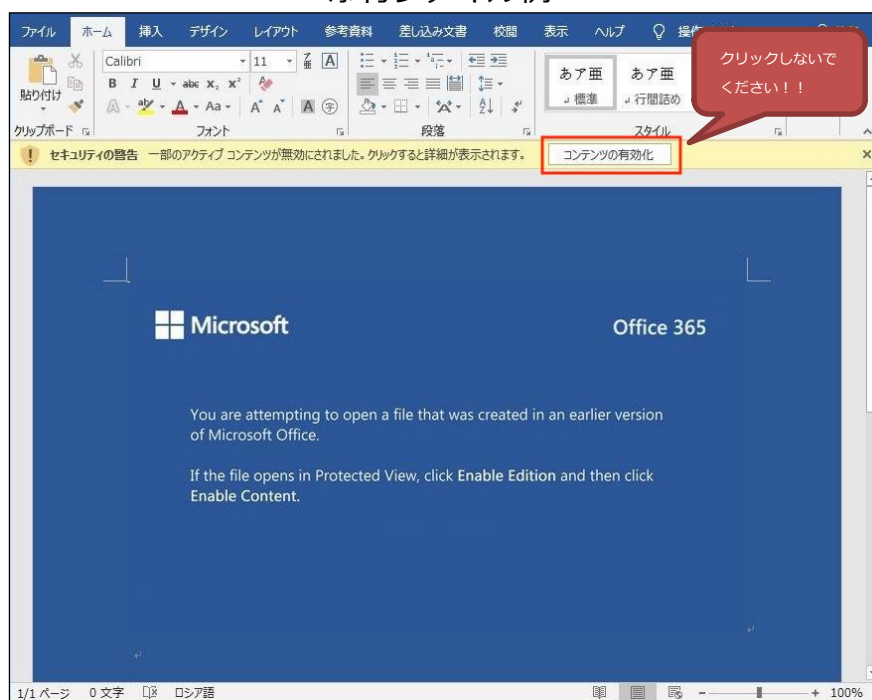 ファイル ホーム 挿入 デザイン レイアウト 参考資料 差し込み文書 校閲 表示 ヘルプ
クリックしないで
ください！！
Calibri 11
B I U abc X₂ X²
Aa A A A 字
貼り付け
あア亜 あア亜
標準 行間詰め
クリップボード フォント 段落 スタイル
セキュリティの警告 一部のアクティブ コンテンツが無効にされました。クリックすると詳細が表示されます。 コンテンツの有効化
Microsoft Office 365
You are attempting to open a file that was created in an earlier version
of Microsoft Office.
If the file opens in Protected View, click Enable Edition and then click
Enable Content.
1/1 ページ 0 文字 ロシア語 100%